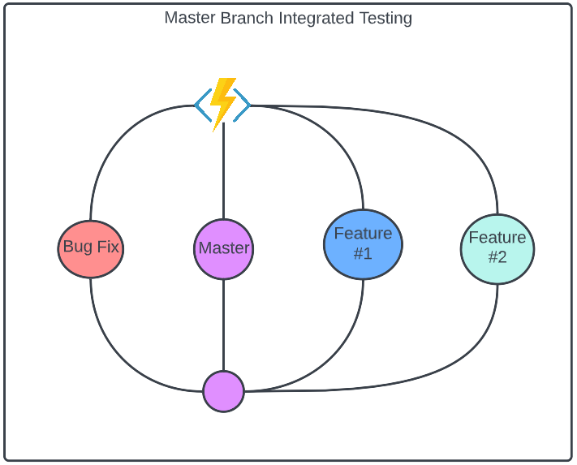 Master Branch Integrated Testing
Bug Fix
Master
Feature
#1
Feature
#2